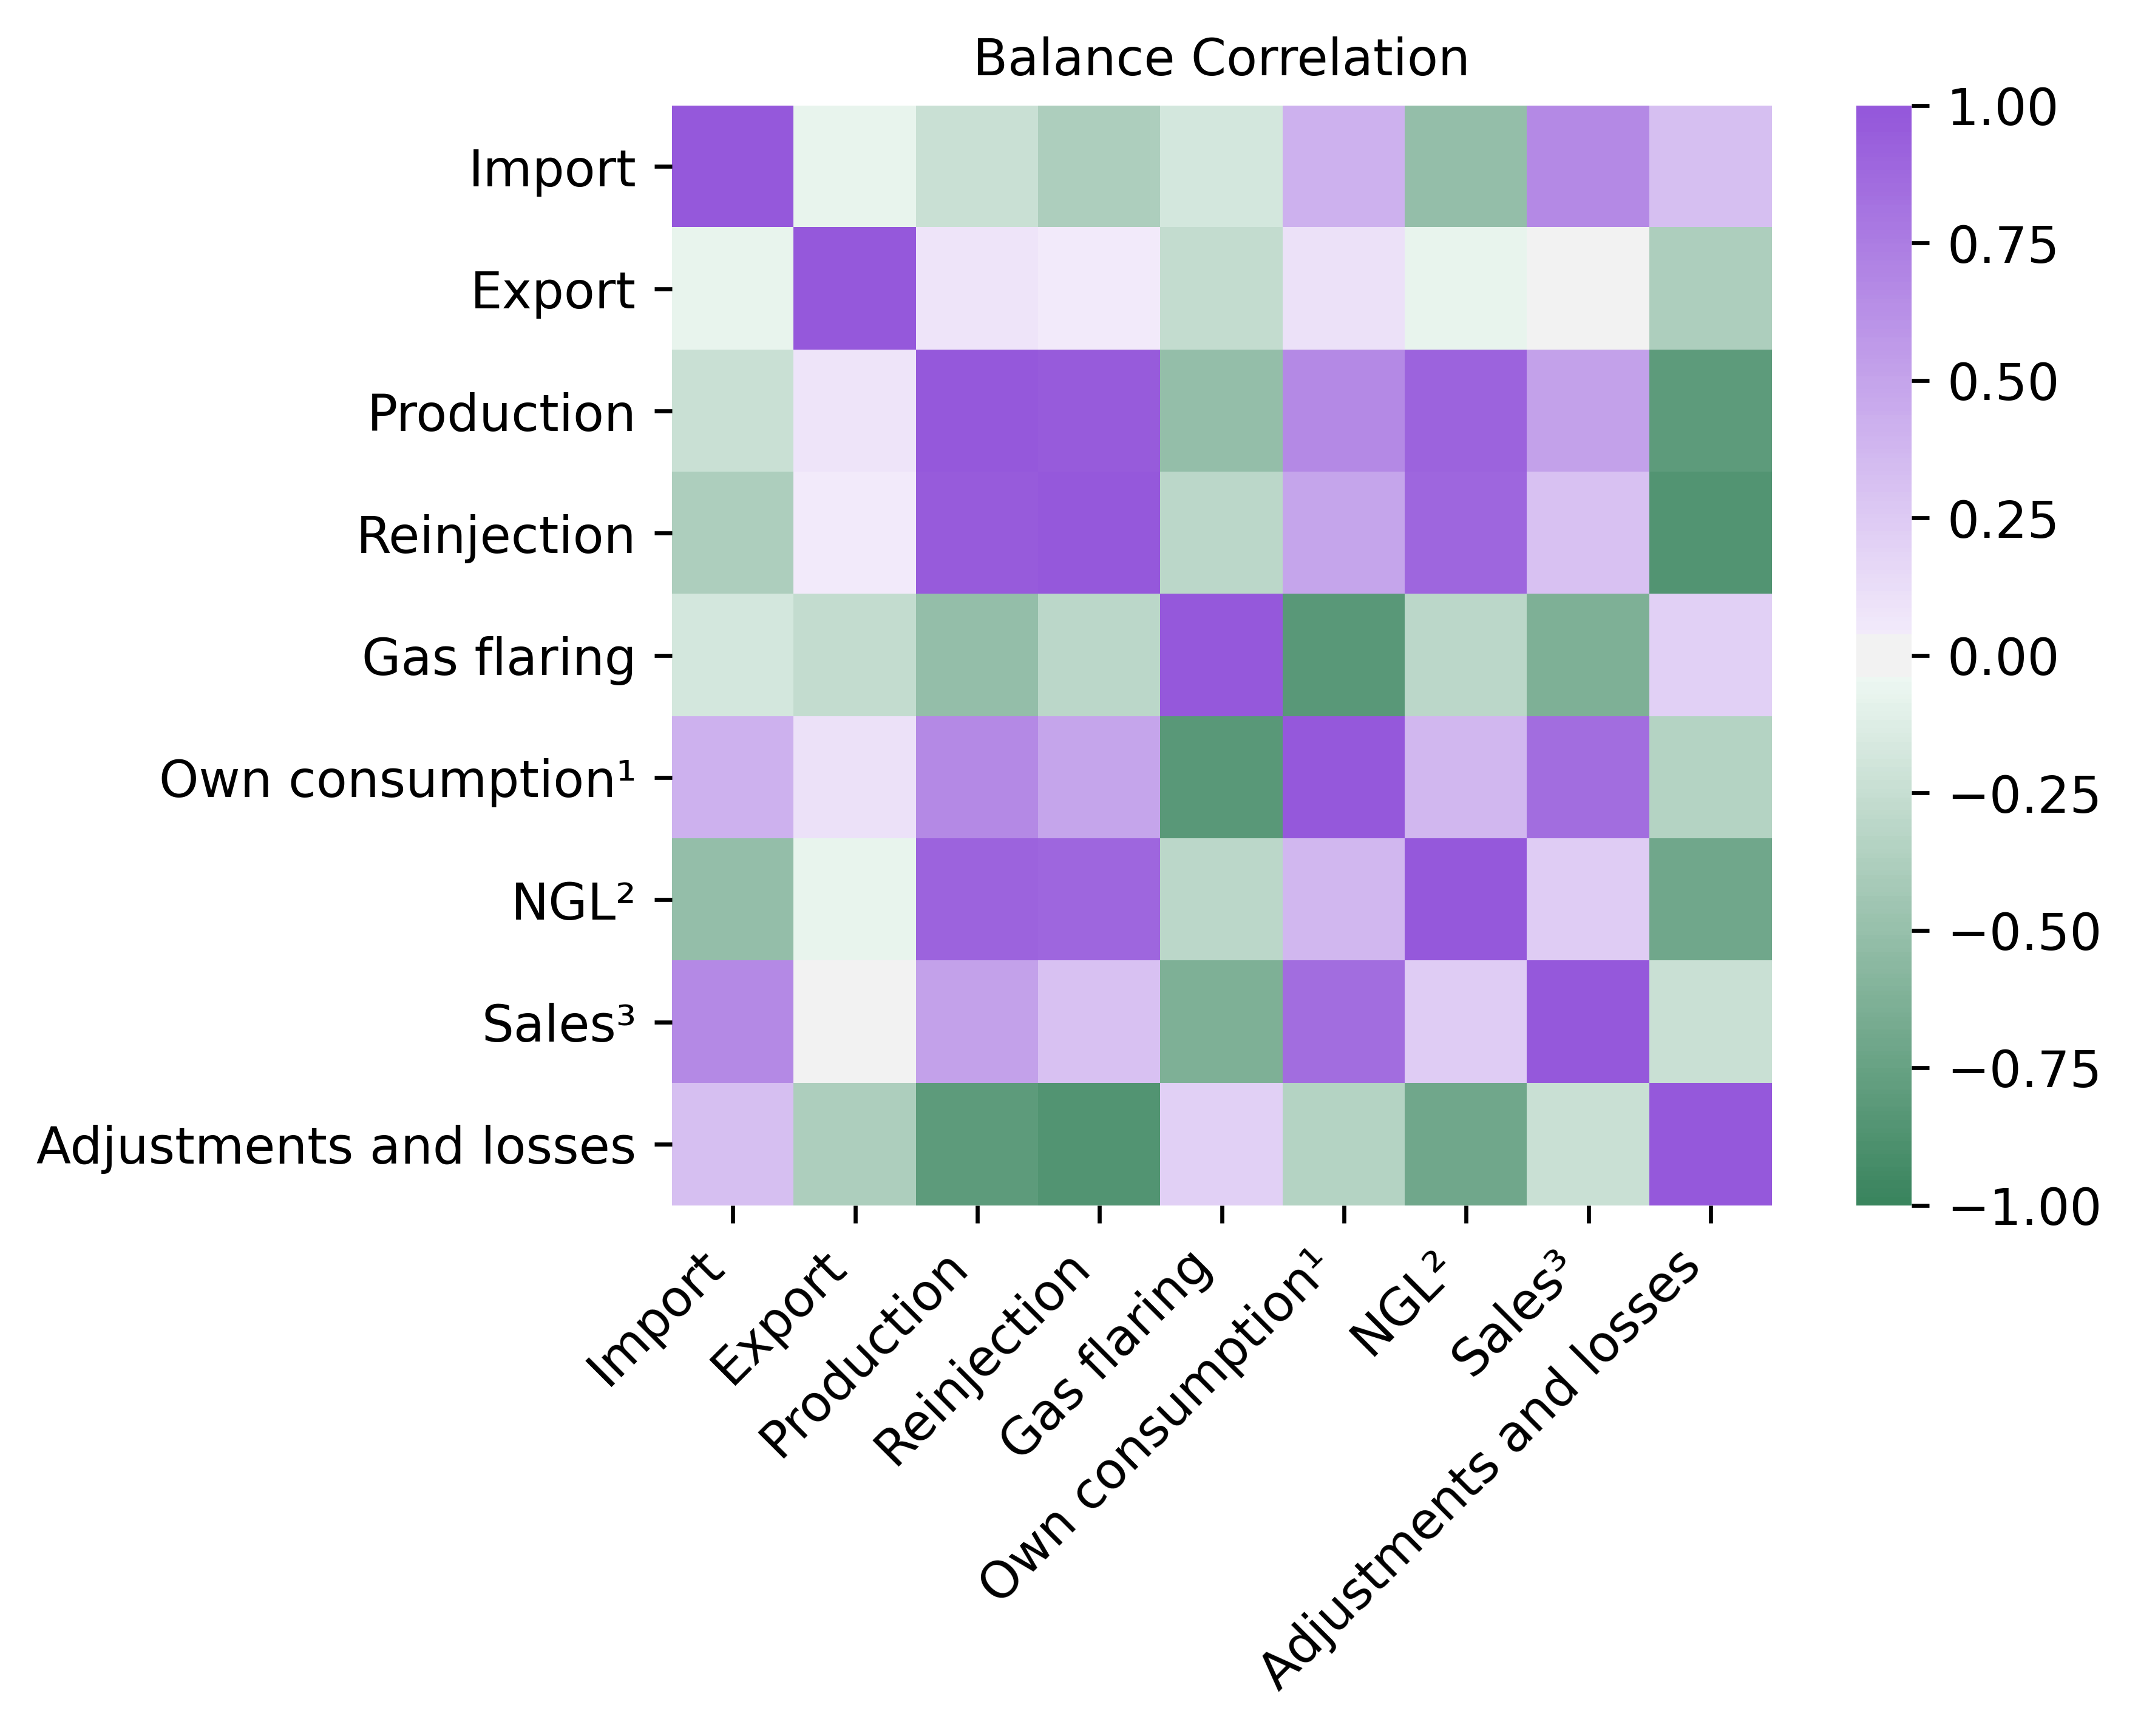 Balance Correlation
Import
Export
Production
Reinjection
Gas flaring
Own consumption¹
NGL²
Sales³
Adjustments and losses
Import
Export
Production
Reinjection
Gas flaring
Own consumption¹
NGL²
Sales³
Adjustments and losses
1.00
0.75
0.50
0.25
0.00
−0.25
−0.50
−0.75
−1.00